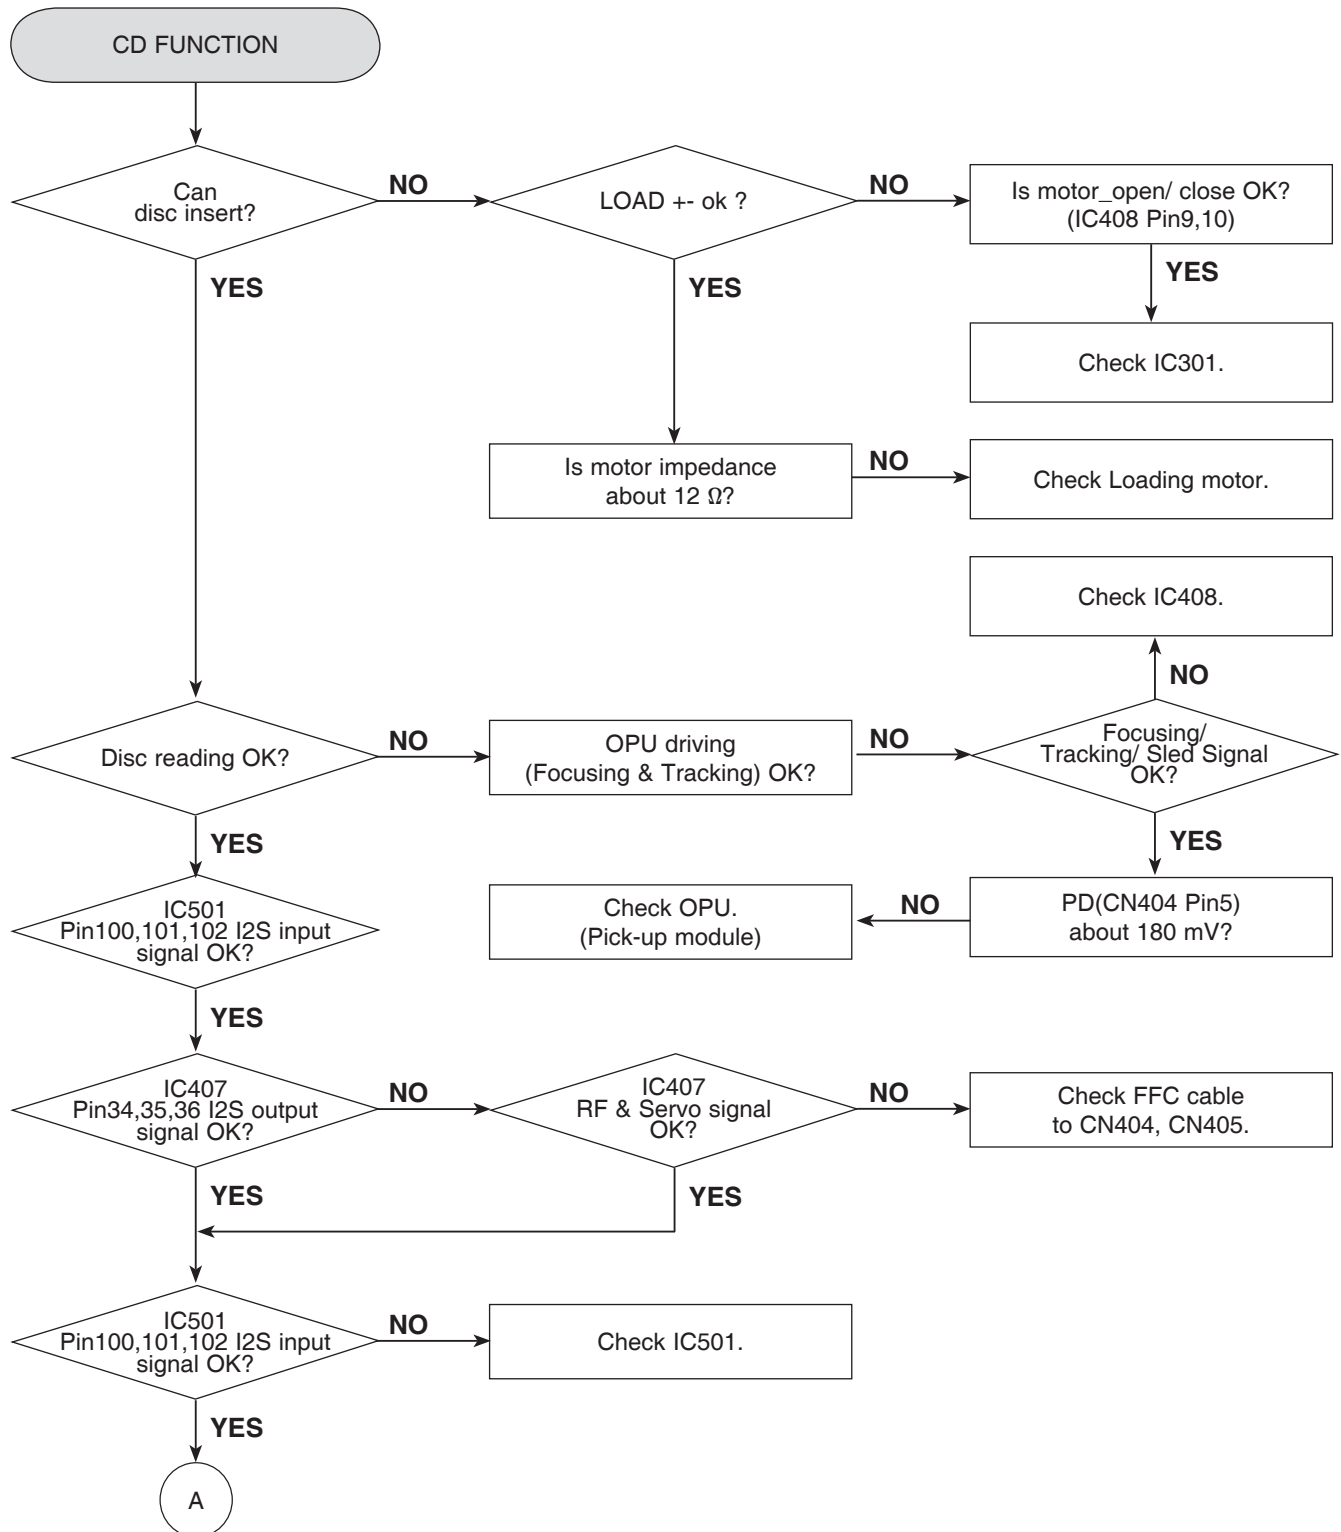 CD FUNCTION
Can
disc insert?
NO
LOAD +- ok ?
NO
Is motor_open/ close OK?
(IC408 Pin9,10)
YES
YES
YES
Check IC301.
Is motor impedance
about 12 Ω?
NO
Check Loading motor.
Check IC408.
NO
Disc reading OK?
NO
OPU driving
(Focusing & Tracking) OK?
NO
Focusing/
Tracking/ Sled Signal
OK?
YES
YES
IC501
Pin100,101,102 I2S input
signal OK?
Check OPU.
(Pick-up module)
NO
PD(CN404 Pin5)
about 180 mV?
YES
IC407
Pin34,35,36 I2S output
signal OK?
NO
IC407
RF & Servo signal
OK?
NO
Check FFC cable
to CN404, CN405.
YES
YES
IC501
Pin100,101,102 I2S input
signal OK?
NO
Check IC501.
YES
A